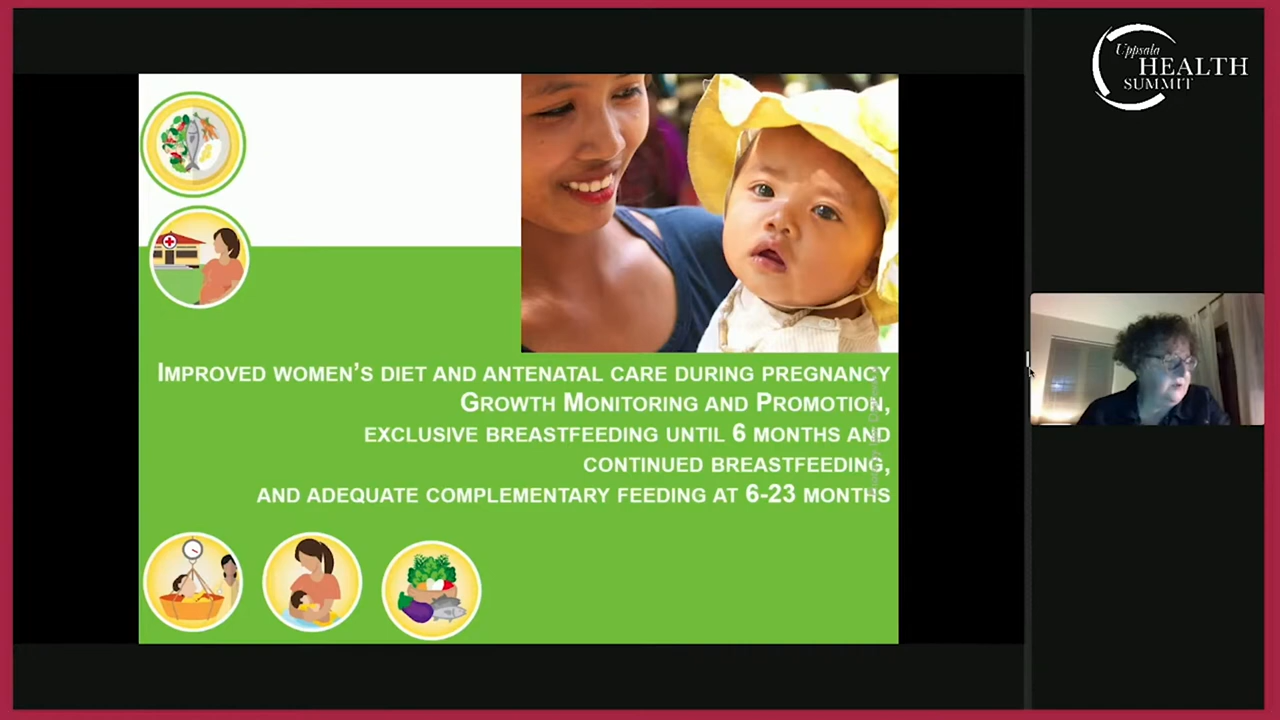 Uppsala
HEALTH
SUMMIT
IMPROVED WOMEN'S DIET AND ANTENATAL CARE DURING PREGNANCY
GROWTH MONITORING AND PROMOTION,
EXCLUSIVE BREASTFEEDING UNTIL 6 MONTHS AND
CONTINUED BREASTFEEDING,
AND ADEQUATE COMPLEMENTARY FEEDING AT 6-23 MONTHS